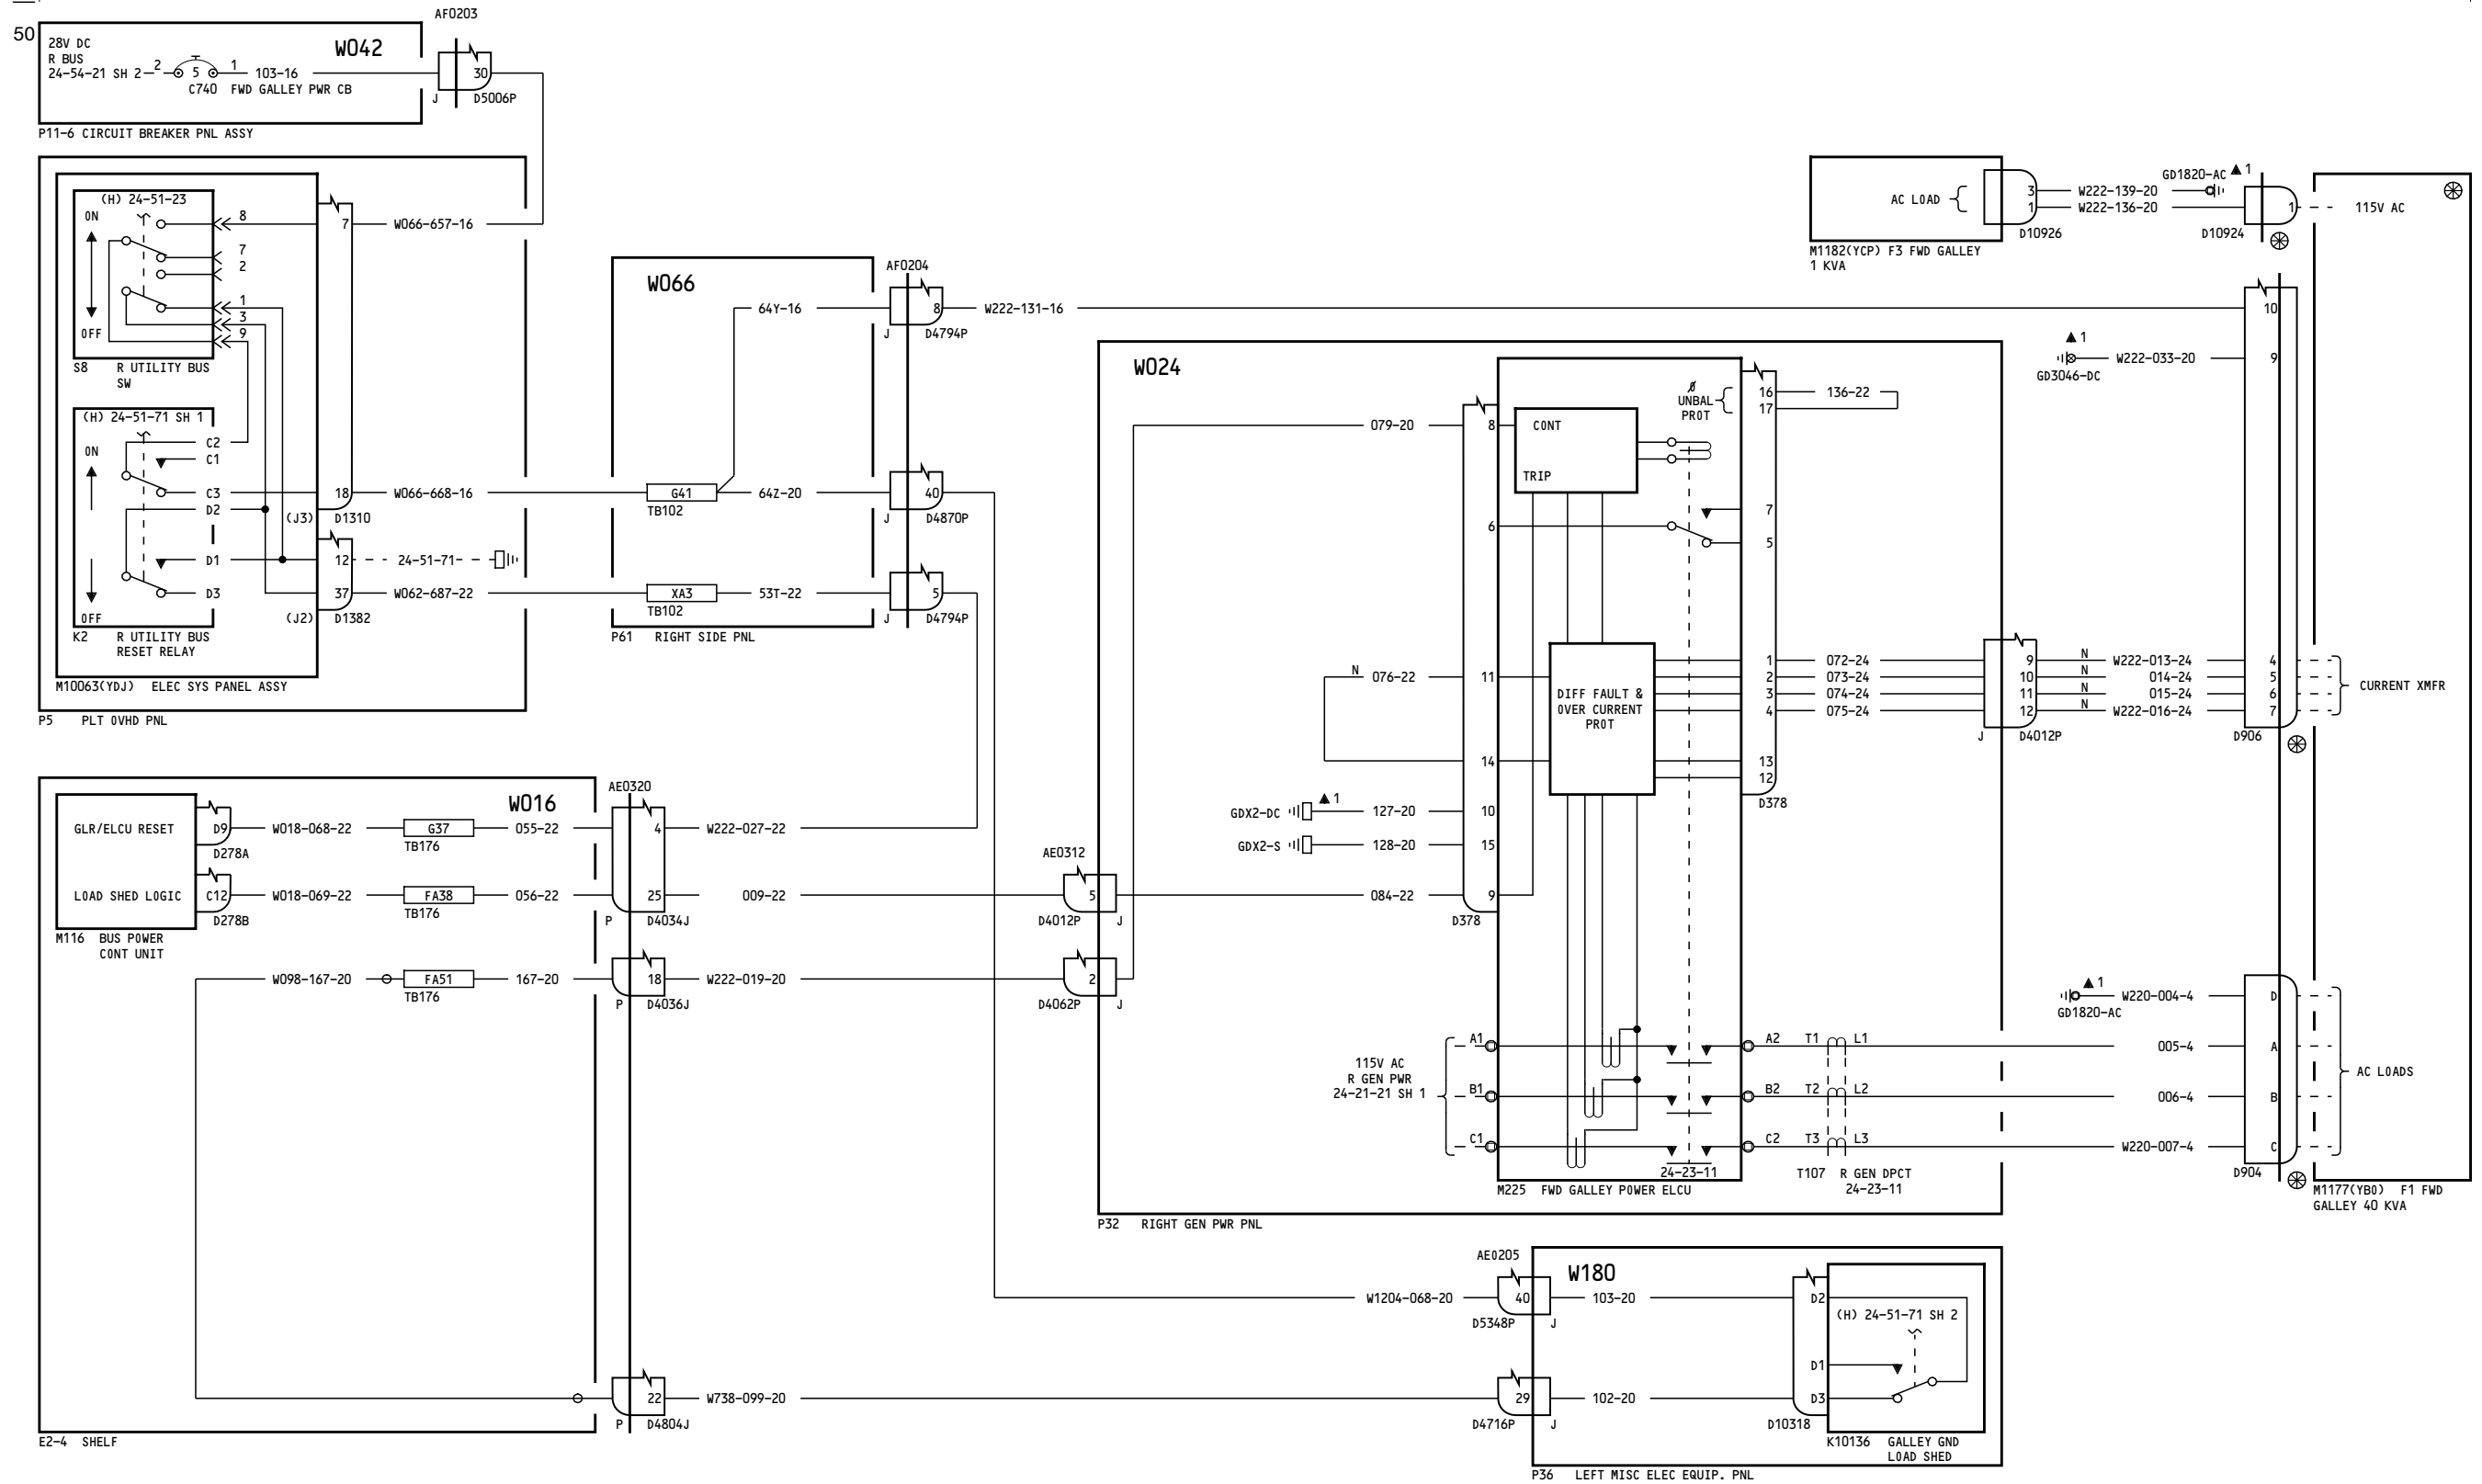 50
28V DC
R BUS
24-54-21 SH 2
2
5
1
103-16
C740 FWD GALLEY PWR CB
W042
P11-6 CIRCUIT BREAKER PNL ASSY
AF0203
30
J
D5006P
(H) 24-51-23
ON
OFF
8
7
2
1
3
9
S8 R UTILITY BUS
SW
(H) 24-51-71 SH 1
ON
C2
C1
C3
D2
D1
D3
OFF
K2 R UTILITY BUS
RESET RELAY
7
W066-657-16
18
W066-668-16
(J3)
D1310
12
24-51-71
37
W062-687-22
(J2)
D1382
M10063(YDJ) ELEC SYS PANEL ASSY
P5 PLT OVHD PNL
W066
64Y-16
G41
TB102
64Z-20
XA3
TB102
53T-22
P61 RIGHT SIDE PNL
AF0204
8
J
D4794P
W222-131-16
40
J
D4870P
5
J
D4794P
AC LOAD
3
1
D10926
M1182(YCP) F3 FWD GALLEY
1 KVA
W222-139-20
W222-136-20
GD1820-AC
1
D10924
1
115V AC
10
1
GD3046-DC
W222-033-20
9
W024
079-20
8
CONT
TRIP
Ø
UNBAL
PROT
16
17
136-22
6
7
5
N 076-22
11
14
DIFF FAULT &
OVER CURRENT
PROT
1
2
3
4
13
12
D378
072-24
073-24
074-24
075-24
9
10
11
12
J
D4012P
N
N
N
N
W222-013-24
014-24
015-24
W222-016-24
4
5
6
7
D906
CURRENT XMFR
GDX2-DC
1
127-20
10
GDX2-S
128-20
15
084-22
9
D378
W016
GLR/ELCU RESET
D9
D278A
W018-068-22
G37
TB176
055-22
LOAD SHED LOGIC
C12
D278B
W018-069-22
FA38
TB176
056-22
M116 BUS POWER
CONT UNIT
W098-167-20
FA51
TB176
167-20
AE0320
4
W222-027-22
25
009-22
P
D4034J
18
W222-019-20
P
D4036J
AE0312
5
D4012P
J
2
D4062P
J
115V AC
R GEN PWR
24-21-21 SH 1
A1
B1
C1
A2
B2
C2
T1
T2
T3
L1
L2
L3
24-23-11
M225 FWD GALLEY POWER ELCU
T107 R GEN DPCT
24-23-11
P32 RIGHT GEN PWR PNL
1
GD1820-AC
W220-004-4
005-4
006-4
W220-007-4
D
A
B
C
D904
AC LOADS
M1177(YB0) F1 FWD
GALLEY 40 KVA
E2-4 SHELF
22
W738-099-20
P
D4804J
AE0205
W1204-068-20
40
D5348P
J
103-20
29
D4716P
J
102-20
W180
D2
D1
D3
D10318
(H) 24-51-71 SH 2
K10136 GALLEY GND
LOAD SHED
P36 LEFT MISC ELEC EQUIP. PNL